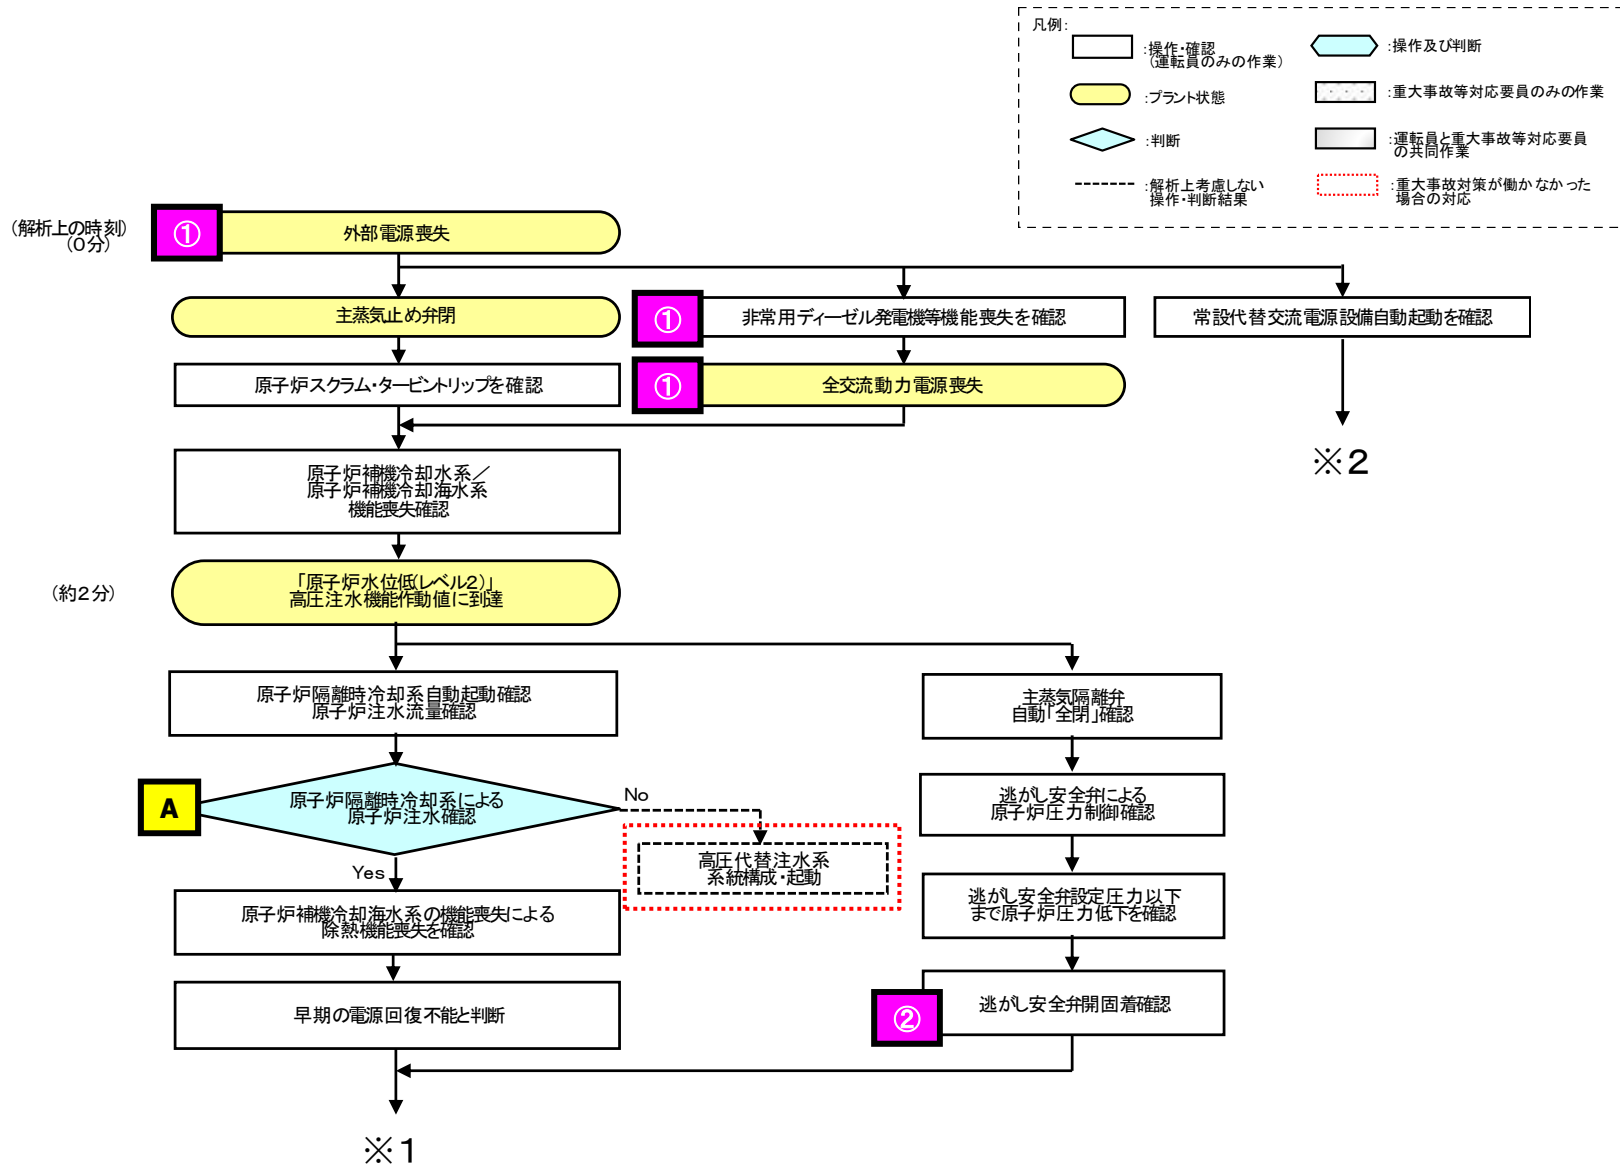 凡例：
：操作・確認
（運転員のみの作業）
：操作及び判断
：プラント状態
：重大事故等対応要員のみの作業
：判断
：運転員と重大事故等対応要員
の共同作業
：解析上考慮しない
操作・判断結果
：重大事故対策が働かなかった
場合の対応
（解析上の時刻）
（0分）
①
外部電源喪失
主蒸気止め弁閉
①
非常用ディーゼル発電機等機能喪失を確認
常設代替交流電源設備自動起動を確認
原子炉スクラム・タービントリップを確認
①
全交流動力電源喪失
※2
原子炉補機冷却水系／
原子炉補機冷却海水系
機能喪失確認
（約2分）
「原子炉水位低(レベル2)」
高圧注水機能作動値に到達
原子炉隔離時冷却系自動起動確認
原子炉注水流量確認
主蒸気隔離弁
自動「全閉」確認
A
原子炉隔離時冷却系による
原子炉注水確認
No
逃がし安全弁による
原子炉圧力制御確認
高圧代替注水系
系統構成・起動
Yes
原子炉補機冷却海水系の機能喪失による
除熱機能喪失を確認
逃がし安全弁設定圧力以下
まで原子炉圧力低下を確認
早期の電源回復不能と判断
②
逃がし安全弁開固着確認
※1